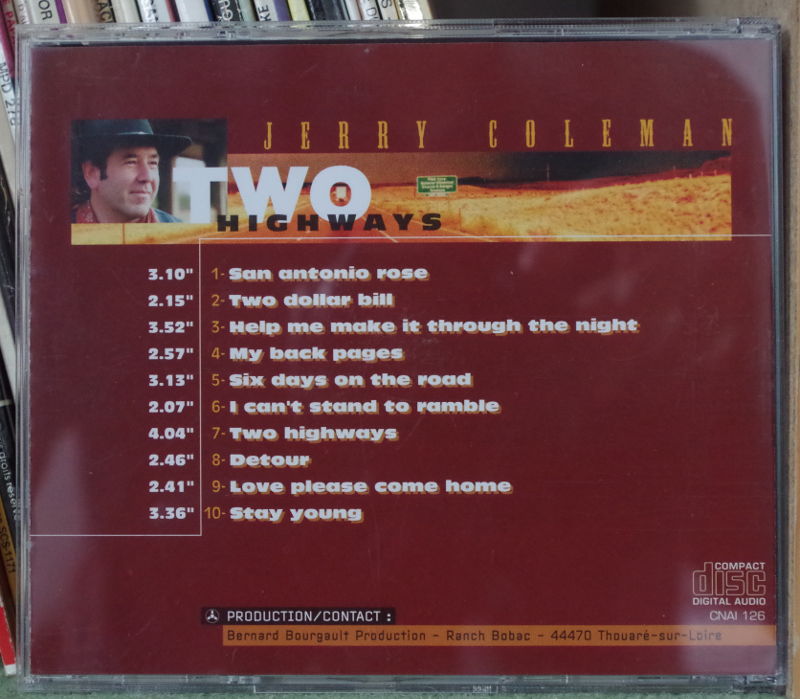 JERRY COLEMAN
TWO
HIGHWAYS
3.10" 1- San antonio rose
2.15" 2- Two dollar bill
3.52" 3- Help me make it through the night
2.57" 4- My back pages
3.13" 5- Six days on the road
2.07" 6- I can't stand to ramble
4.04" 7- Two highways
2.46" 8- Detour
2.41" 9- Love please come home
3.36" 10- Stay young
COMPACT
disc
DIGITAL AUDIO
CNAI 126
PRODUCTION/CONTACT :
Bernard Bourgault Production - Ranch Bobac - 44470 Thouaré-sur-Loire